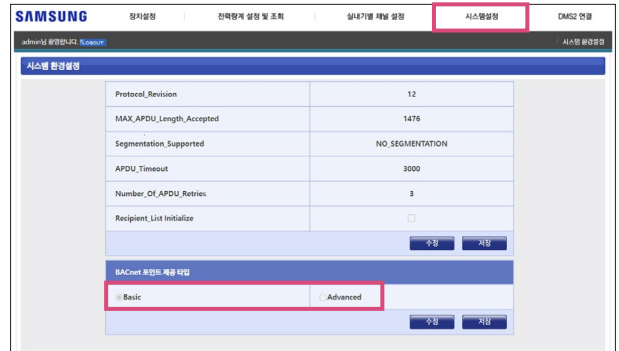 SAMSUNG 장치설정 전력량계 설정 및 조회 실내기별 채널 설정 시스템설정 DMS2 연결
admin님 환영합니다. LOGOUT 시스템 환경설정
시스템 환경설정
Protocol_Revision 12
MAX_APDU_Length_Accepted 1476
Segmentation_Supported NO_SEGMENTATION
APDU_Timeout 3000
Number_Of_APDU_Retries 3
Recipient_List Initialize
수정 저장
BACnet 포인트 제공 타입
Basic Advanced
수정 저장